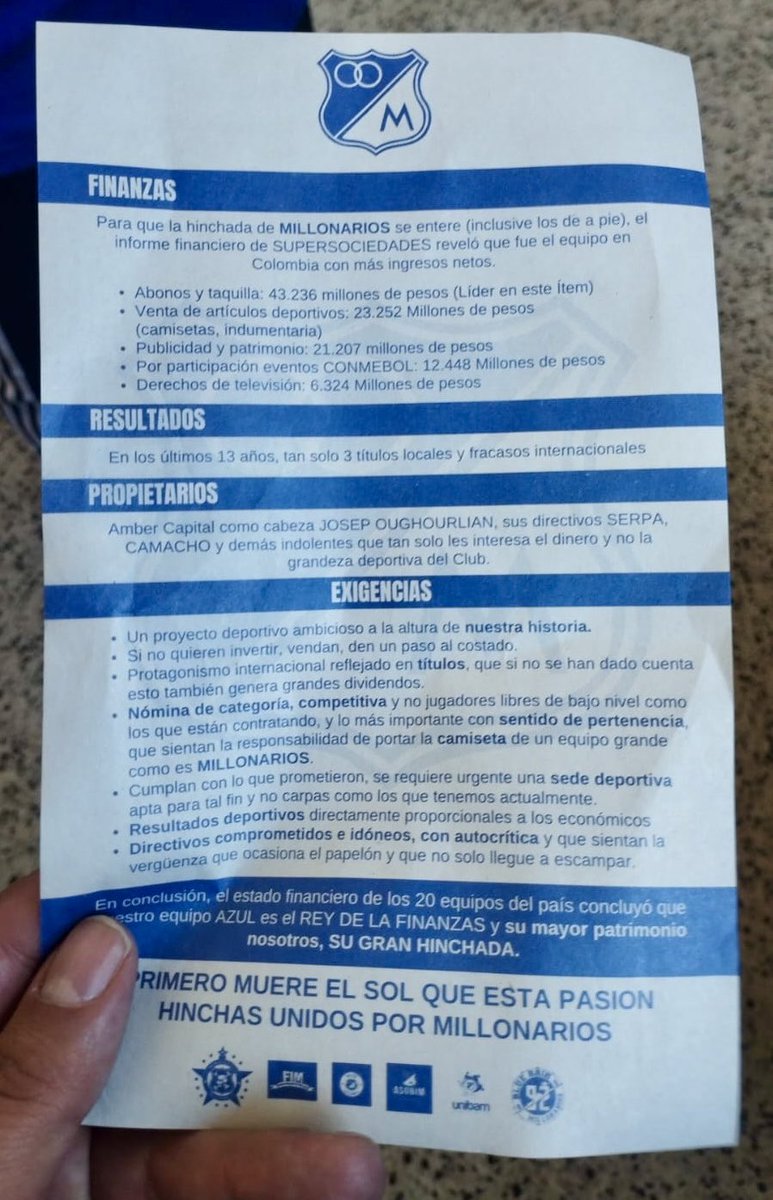 M
FINANZAS
Para que la hinchada de MILLONARIOS se entere (inclusive los de a pie), el
informe financiero de SUPERSOCIEDADES reveló que fue el equipo en
Colombia con más ingresos netos.
• Abonos y taquilla: 43.236 millones de pesos (Líder en este Ítem)
• Venta de artículos deportivos: 23.252 Millones de pesos
(camisetas, indumentaria)
• Publicidad y patrimonio: 21.207 millones de pesos
• Por participación eventos CONMEBOL: 12.448 Millones de pesos
• Derechos de televisión: 6.324 Millones de pesos
RESULTADOS
En los últimos 13 años, tan solo 3 títulos locales y fracasos internacionales
PROPIETARIOS
Amber Capital como cabeza JOSEP OUGHOURLIAN, sus directivos SERPA,
CAMACHO y demás indolentes que tan solo les interesa el dinero y no la
grandeza deportiva del Club.
EXIGENCIAS
• Un proyecto deportivo ambicioso a la altura de nuestra historia.
• Si no quieren invertir, vendan, den un paso al costado.
• Protagonismo internacional reflejado en títulos, que si no se han dado cuenta
esto también genera grandes dividendos.
• Nómina de categoría, competitiva y no jugadores libres de bajo nivel como
los que están contratando, y lo más importante con sentido de pertenencia,
que sientan la responsabilidad de portar la camiseta de un equipo grande
como es MILLONARIOS.
• Cumplan con lo que prometieron, se requiere urgente una sede deportiva
apta para tal fin y no carpas como los que tenemos actualmente.
• Resultados deportivos directamente proporcionales a los económicos
• Directivos comprometidos e idóneos, con autocrítica y que sientan la
vergüenza que ocasiona el papelón y que no solo llegue a escampar.
En conclusión, el estado financiero de los 20 equipos del país concluyó que
estro equipo AZUL es el REY DE LA FINANZAS y su mayor patrimonio
nosotros, SU GRAN HINCHADA.
PRIMERO MUERE EL SOL QUE ESTA PASION
HINCHAS UNIDOS POR MILLONARIOS
FIM
ASOBIM
unibam
BLUE RAIN
92